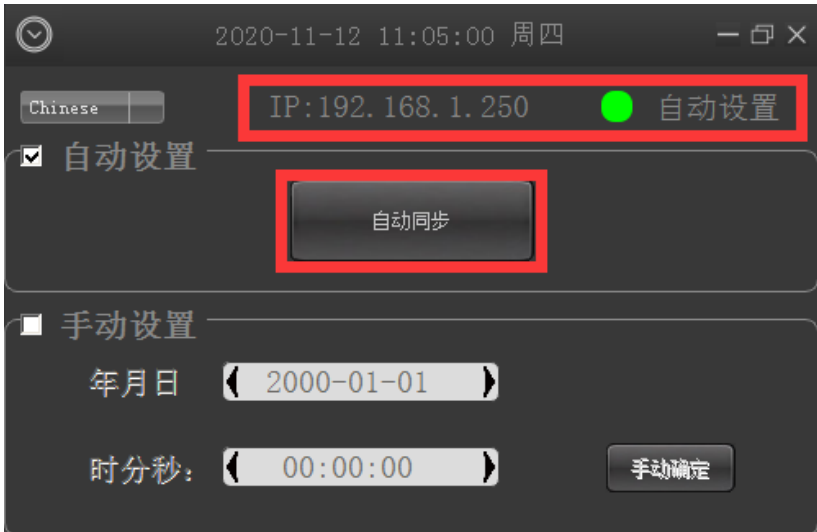 2020-11-12 11:05:00 周四
Chinese
IP:192.168.1.250 自动设置
自动设置
自动同步
手动设置
年月日 2000-01-01
时分秒: 00:00:00
手动确定